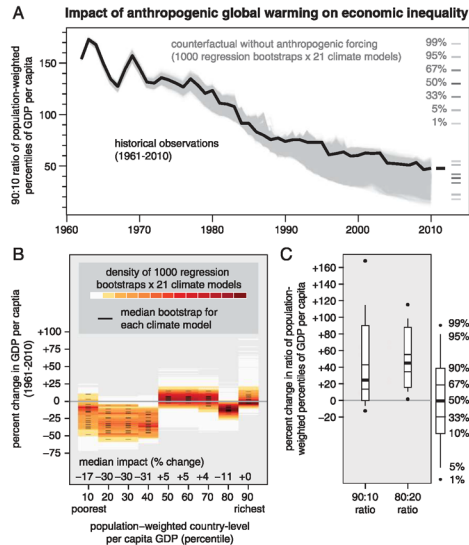 A
Impact of anthropogenic global warming on economic inequality
90:10 ratio of population-weighted
percentiles of GDP per capita
150
100
50
counterfactual without anthropogenic forcing
(1000 regression bootstraps x 21 climate models)
99%
95%
67%
50%
33%
5%
1%
historical observations
(1961-2010)
1960
1970
1980
1990
2000
2010
B
density of 1000 regression
bootstraps x 21 climate models
median bootstrap for
each climate model
percent change in GDP per captia
(1961-2010)
+100
+75
+50
+25
0
−25
−50
−75
median impact (% change)
−17 −30 −30 −31 +5 +5 +4 −11 +0
10 20 30 40 50 60 70 80 90
poorest
richest
population−weighted country-level
per capita GDP (percentile)
C
percent change in ratio of population-
weighted percentiles of GDP per capita
+160
+140
+120
+100
+80
+60
+40
+20
0
−20
90:10
ratio
80:20
ratio
99%
95%
90%
67%
50%
33%
10%
5%
1%